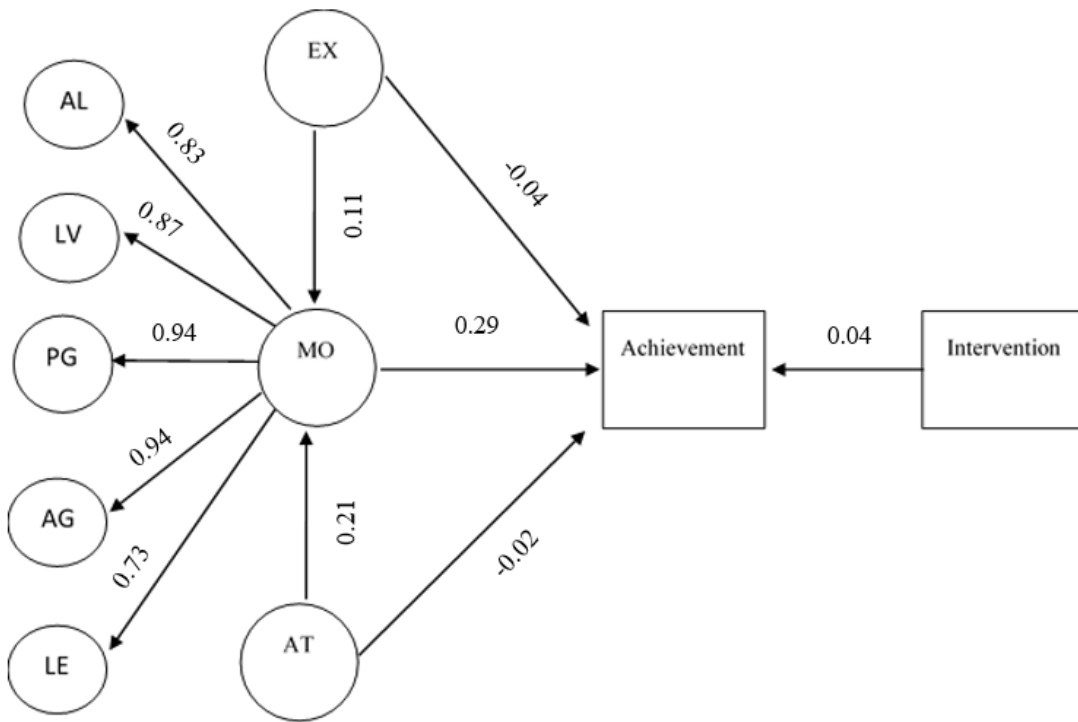 EX
AL
0.83
-0.04
LV
0.87
0.11
PG
0.94
MO
0.29
Achievement
0.04
Intervention
AG
0.94
0.21
-0.02
0.73
LE
AT